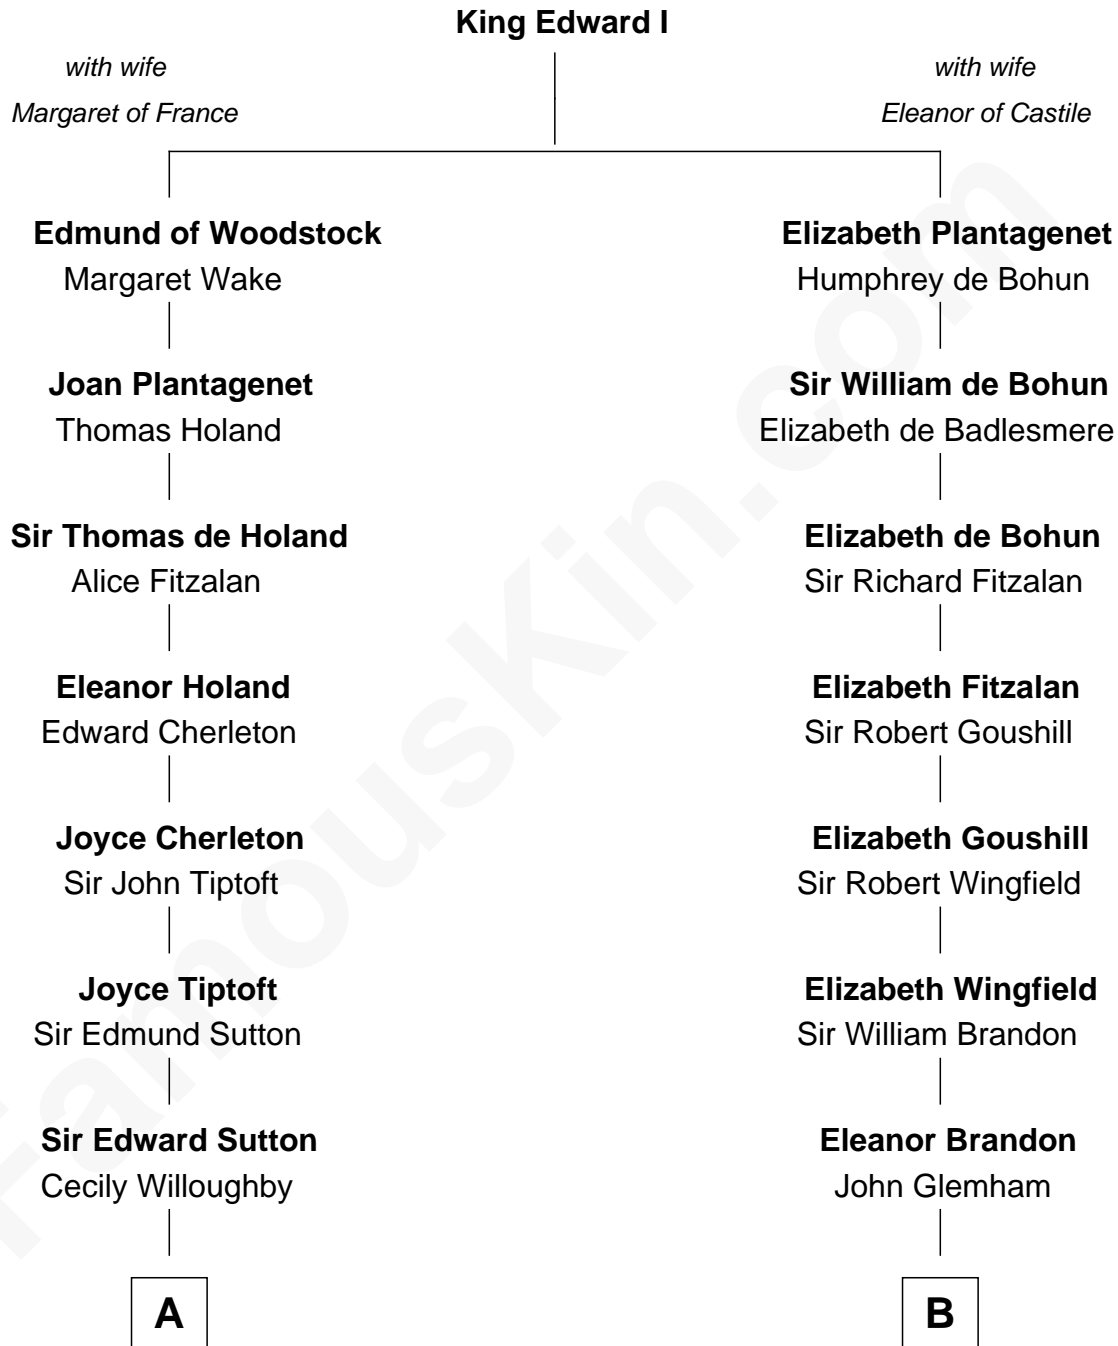 King Edward I
with wife
Margaret of France
with wife
Eleanor of Castile
Edmund of Woodstock
Margaret Wake
Elizabeth Plantagenet
Humphrey de Bohun
Joan Plantagenet
Thomas Holand
Sir William de Bohun
Elizabeth de Badlesmere
Sir Thomas de Holand
Alice Fitzalan
Elizabeth de Bohun
Sir Richard Fitzalan
Eleanor Holand
Edward Cherleton
Elizabeth Fitzalan
Sir Robert Goushill
Joyce Cherleton
Sir John Tiptoft
Elizabeth Goushill
Sir Robert Wingfield
Joyce Tiptoft
Sir Edmund Sutton
Elizabeth Wingfield
Sir William Brandon
Sir Edward Sutton
Cecily Willoughby
Eleanor Brandon
John Glemham
A
B
FamousKin.com